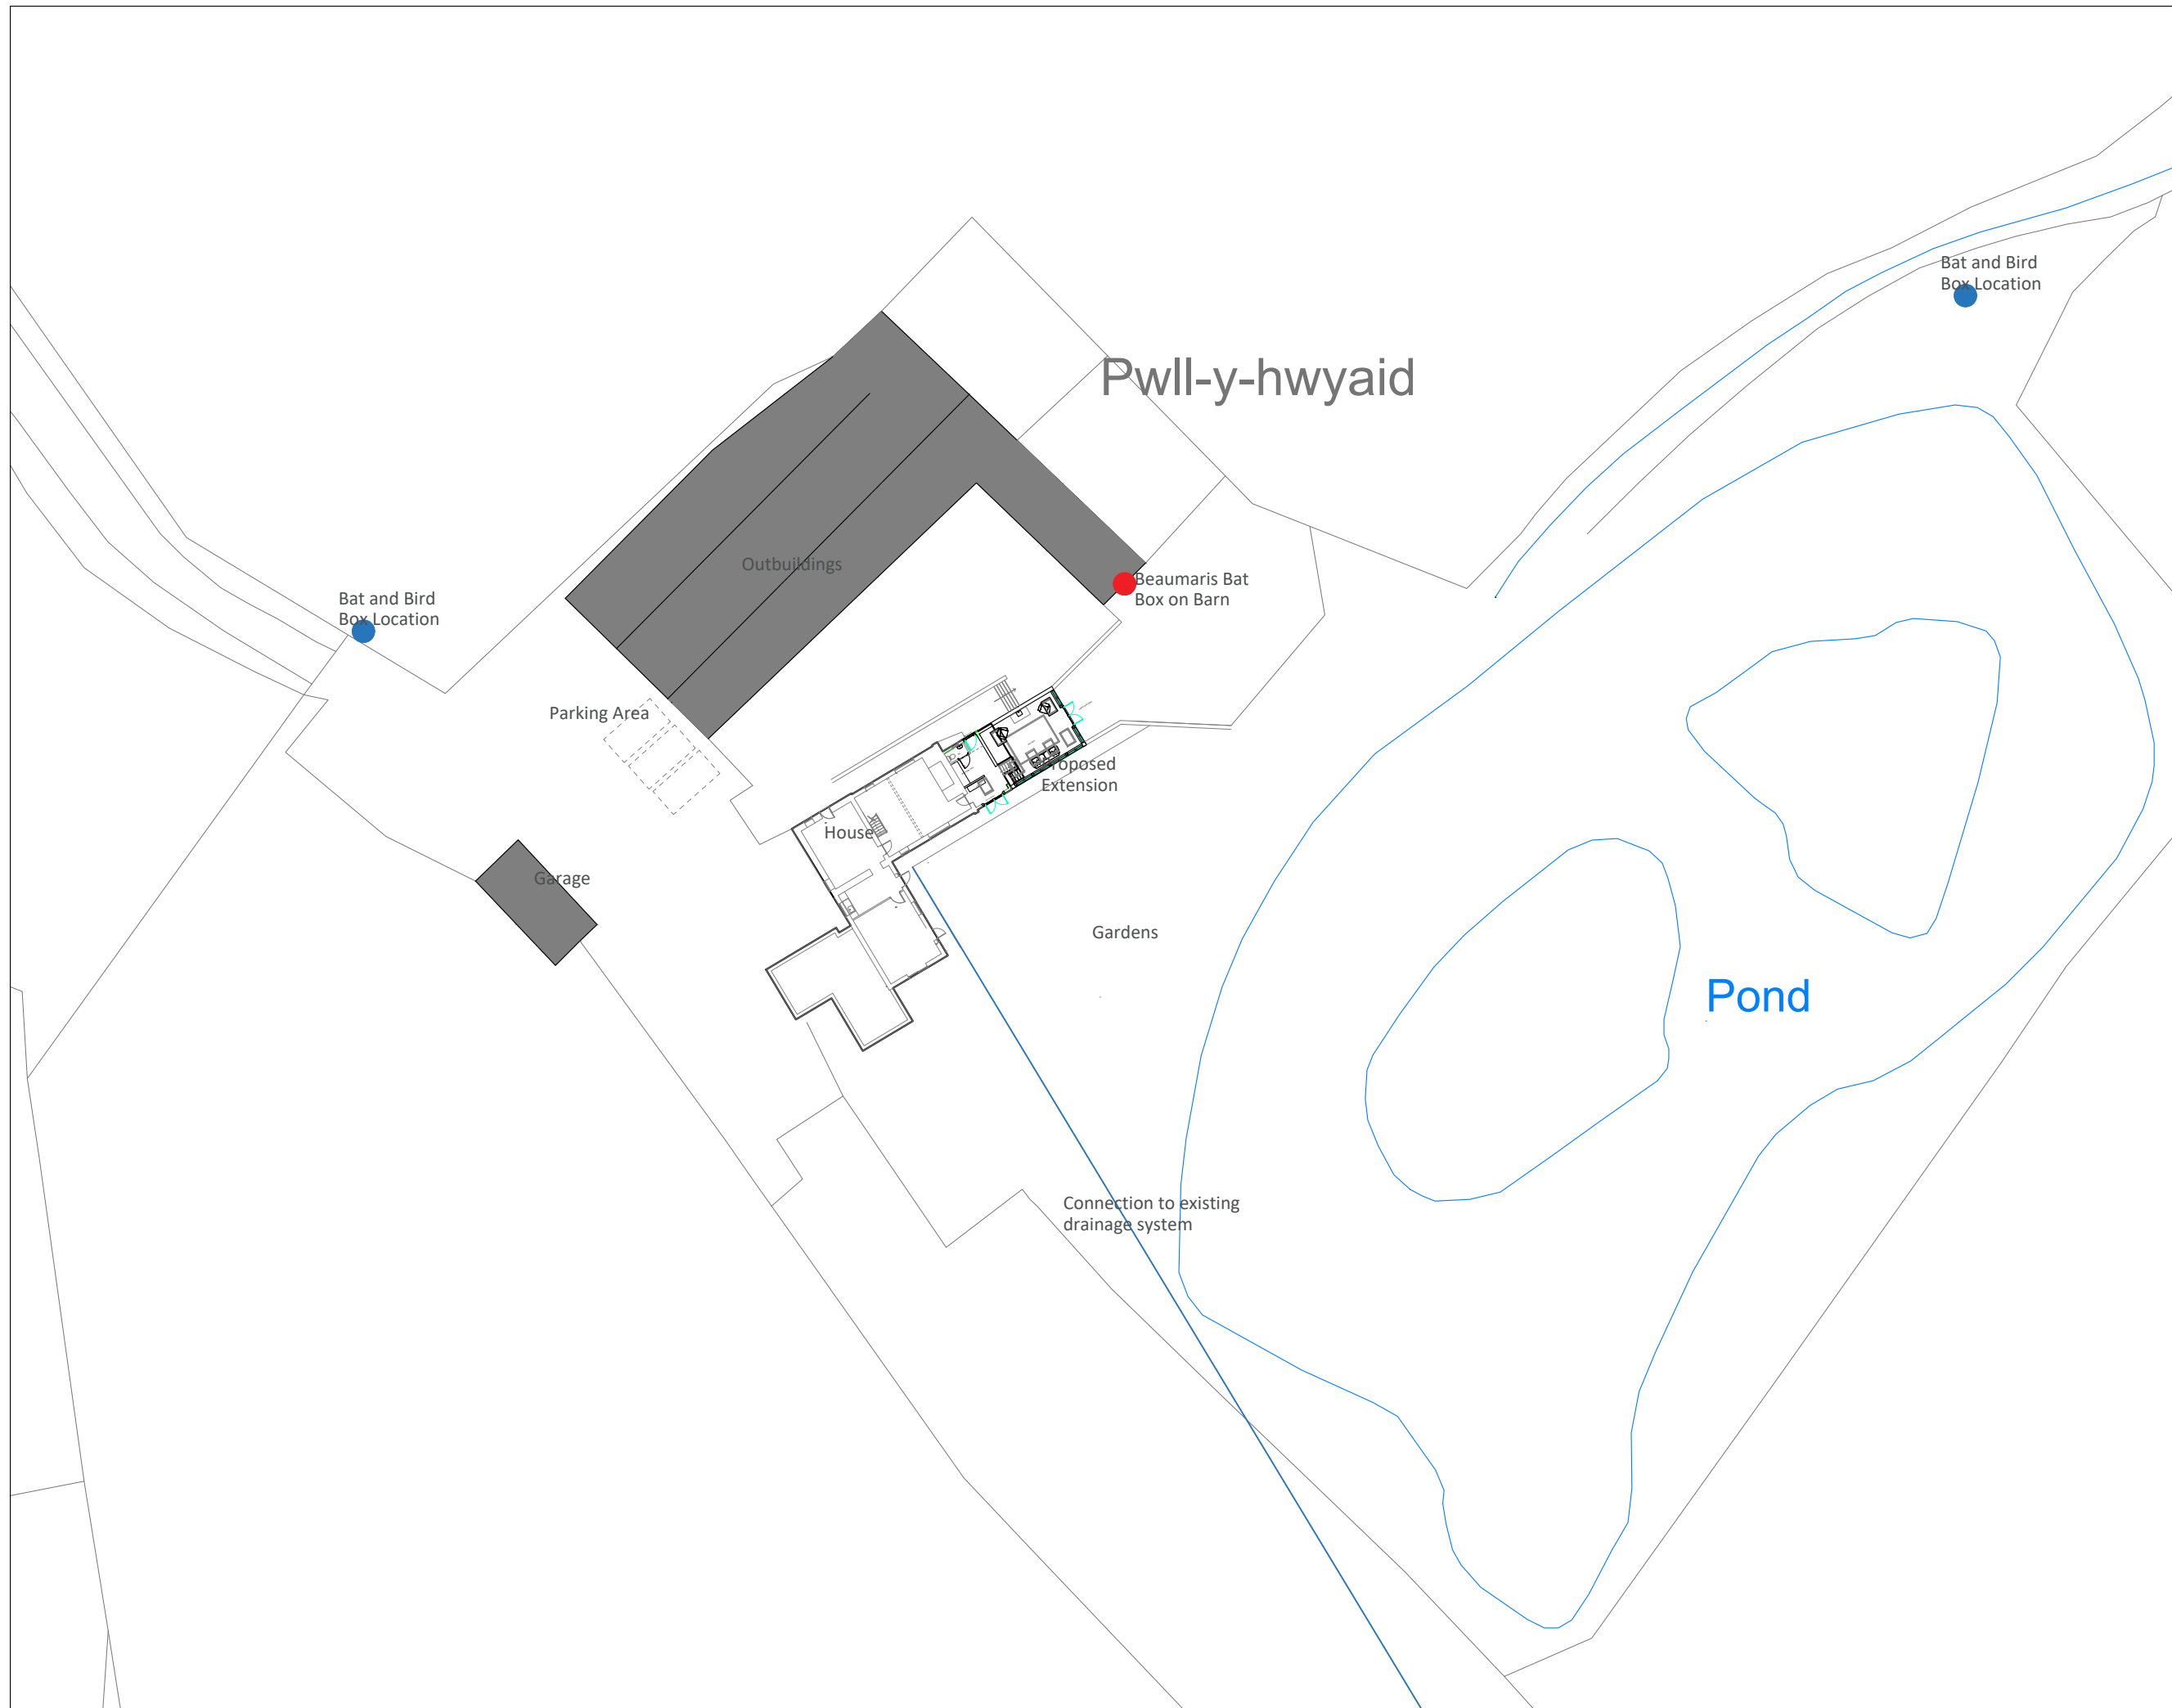 Bat and Bird
Box Location
Pwll-y-hwyaid
Outbuildings
Beaumaris Bat
Box on Barn
Bat and Bird
Box Location
Parking Area
Proposed
Extension
House
Garage
Gardens
Pond
Connection to existing
drainage system